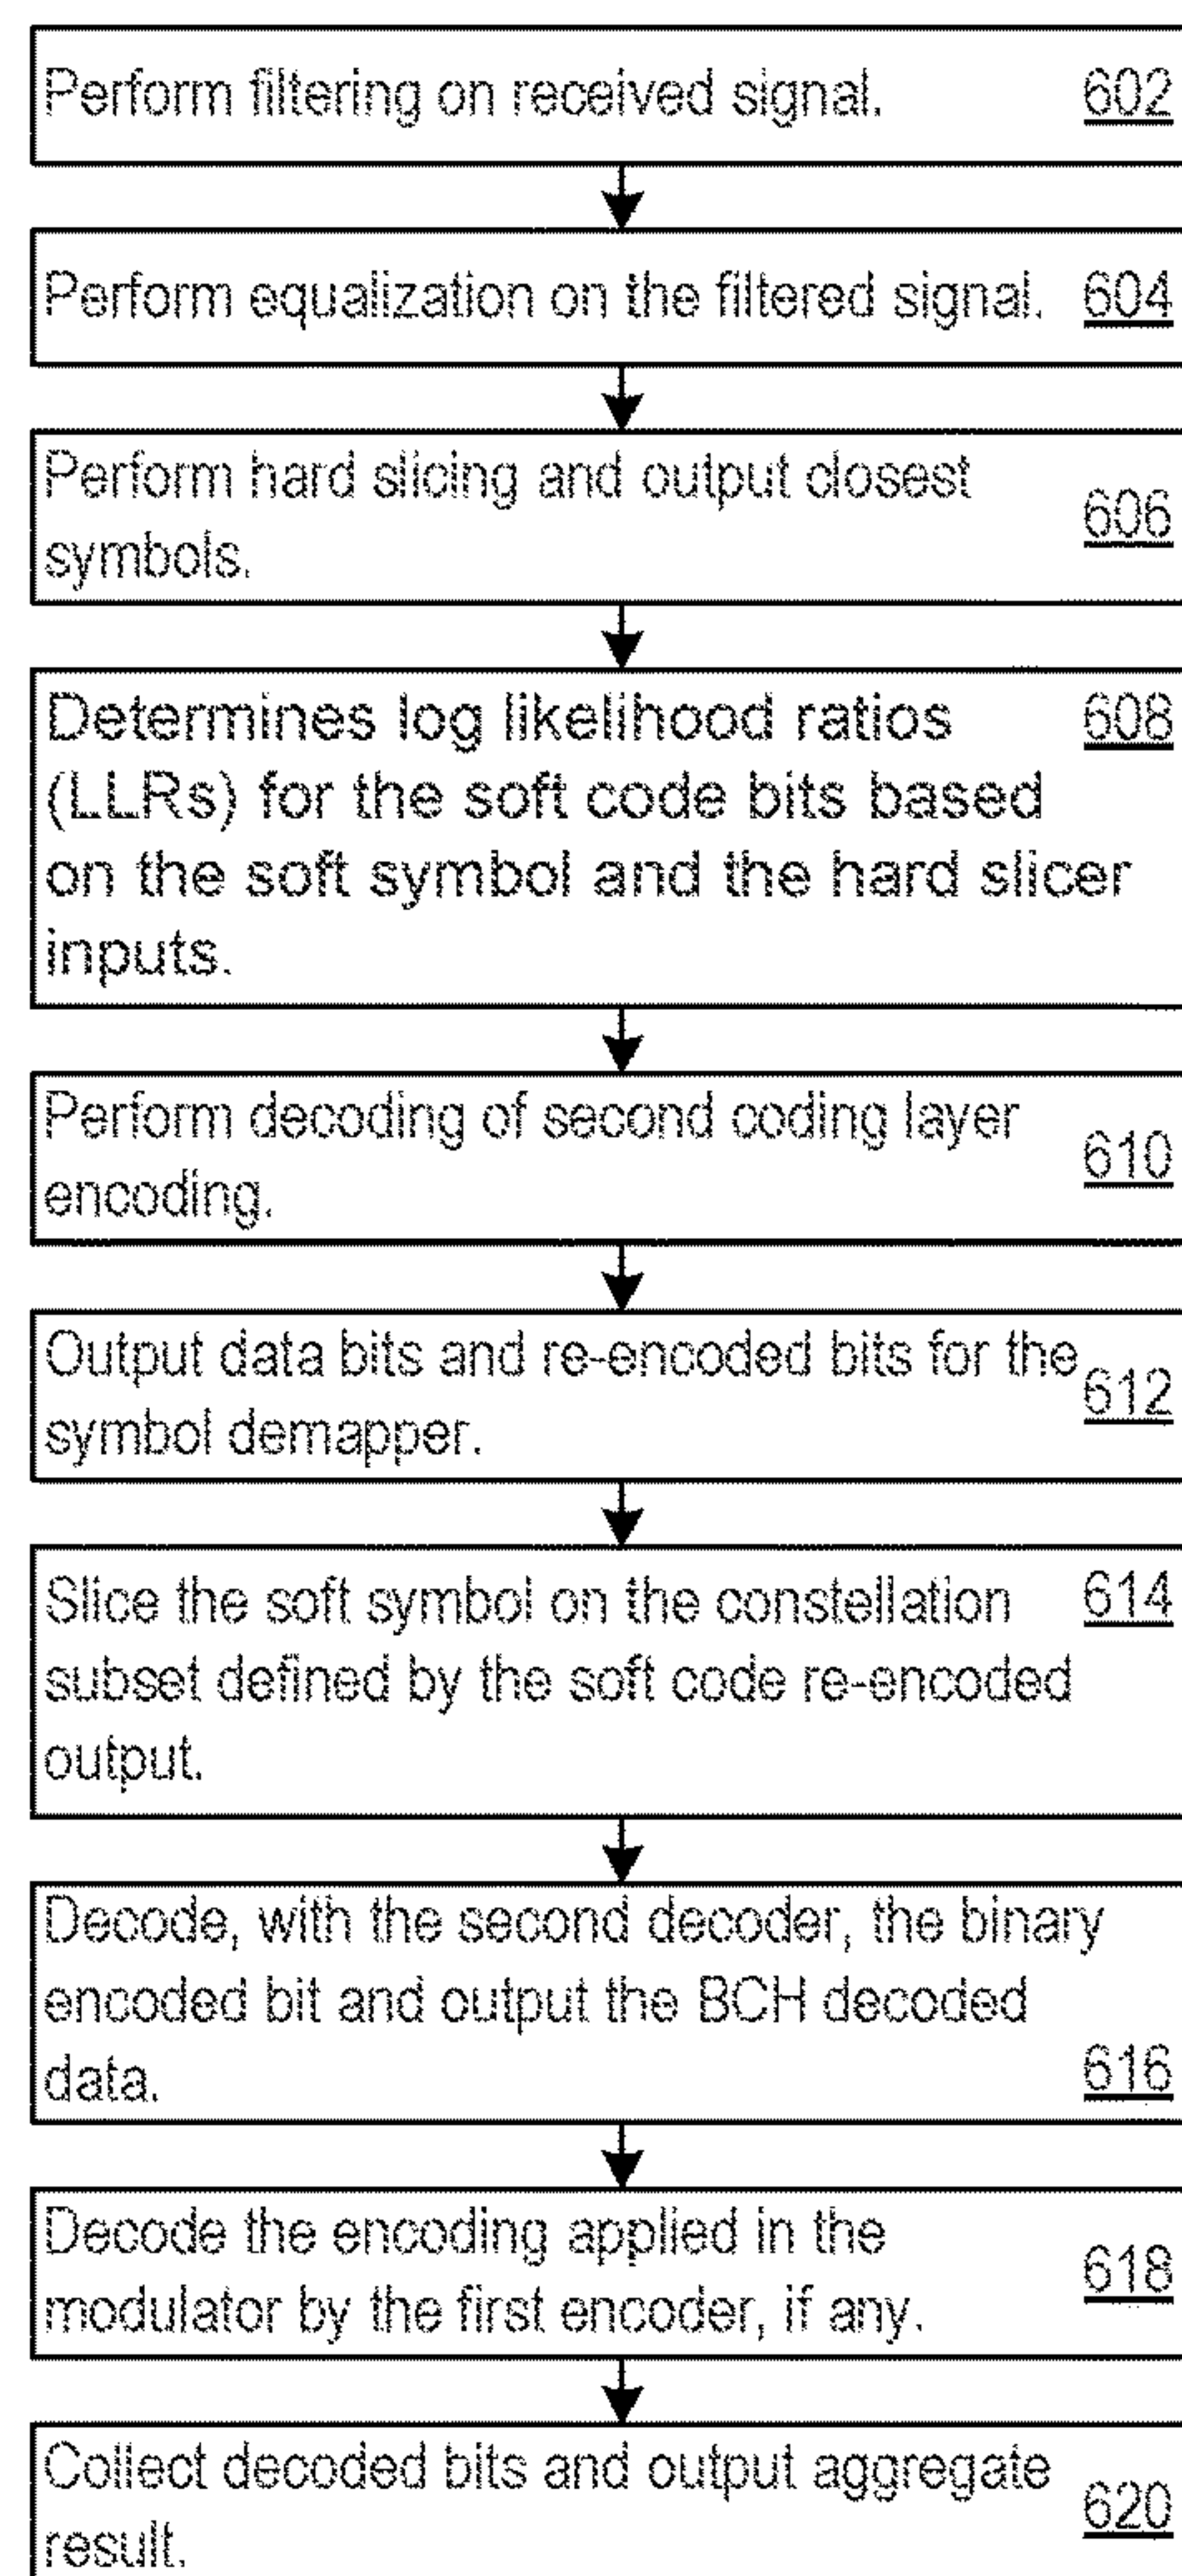 Perform filtering on received signal. 602
Perform equalization on the filtered signal. 604
Perform hard slicing and output closest
symbols.
606
Determines log likelihood ratios 608
(LLRs) for the soft code bits based
on the soft symbol and the hard slicer
inputs.
Perform decoding of second coding layer
encoding.
610
Output data bits and re-encoded bits for the
symbol demapper.
612
Slice the soft symbol on the constellation 614
subset defined by the soft code re-encoded
output.
Decode, with the second decoder, the binary
encoded bit and output the BCH decoded
data. 616
Decode the encoding applied in the
modulator by the first encoder, if any.
618
Collect decoded bits and output aggregate
result.
620